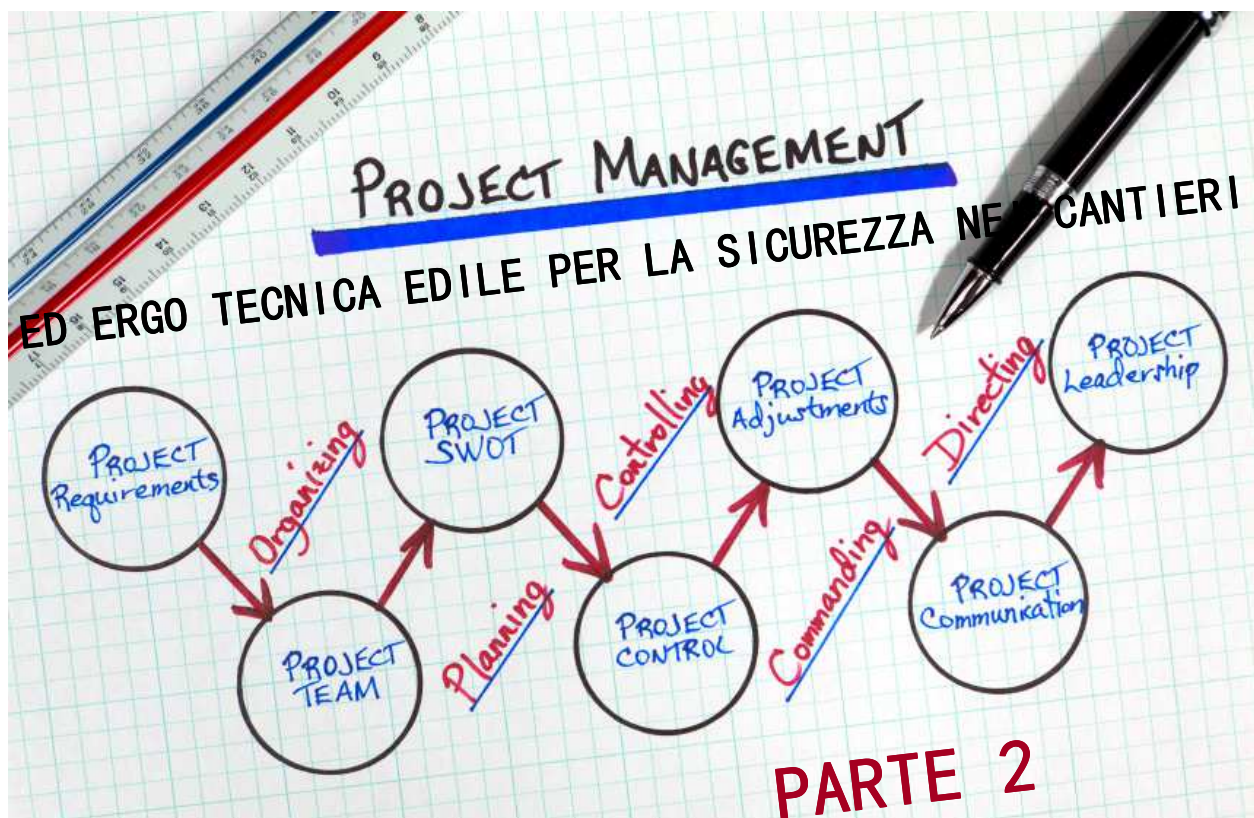 PROJECT MANAGEMENT
ED ERGO TECNICA EDILE PER LA SICUREZZA NEI CANTIERI
PROJECT
Requirements
Organizing
PROJECT
TEAM
PROJECT
SWOT
Planning
Controlling
PROJECT
CONTROL
PROJECT
Adjustments
Commanding
Directing
PROJECT
Communication
PROJECT
Leadership
PARTE 2